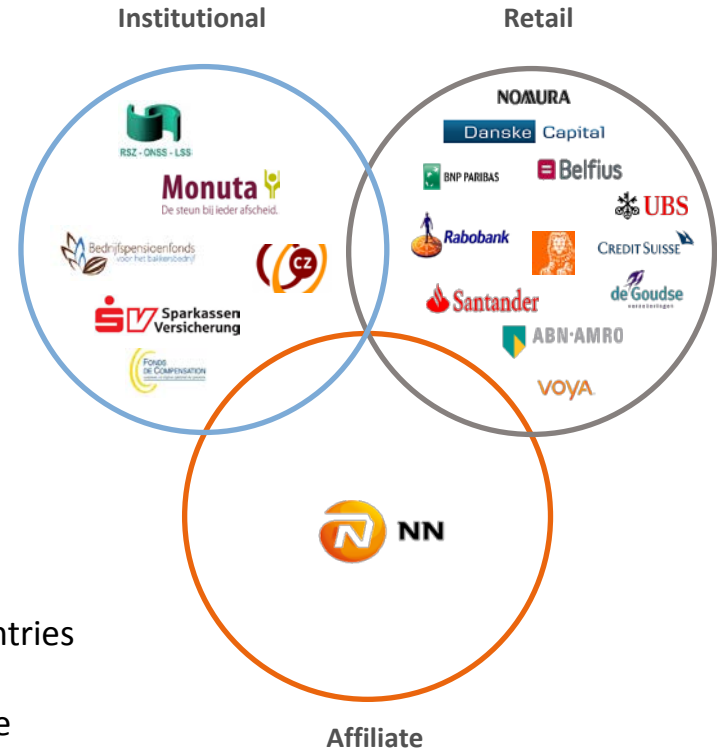 Institutional
Retail
RSZ - ONSS - LSS
Monuta
De steun bij ieder afscheid.
Bedrijfspensioenfonds
voor het bakkersbedrijf
CZ
Sparkassen
Versicherung
FONDS
DE COMPENSATION
NOMURA
Danske Capital
BNP PARIBAS
Belfius
UBS
Rabobank
CREDIT SUISSE
Santander
de Goudse
verzekeringen
ABN·AMRO
VOYA
NN
ntries
e
Affiliate